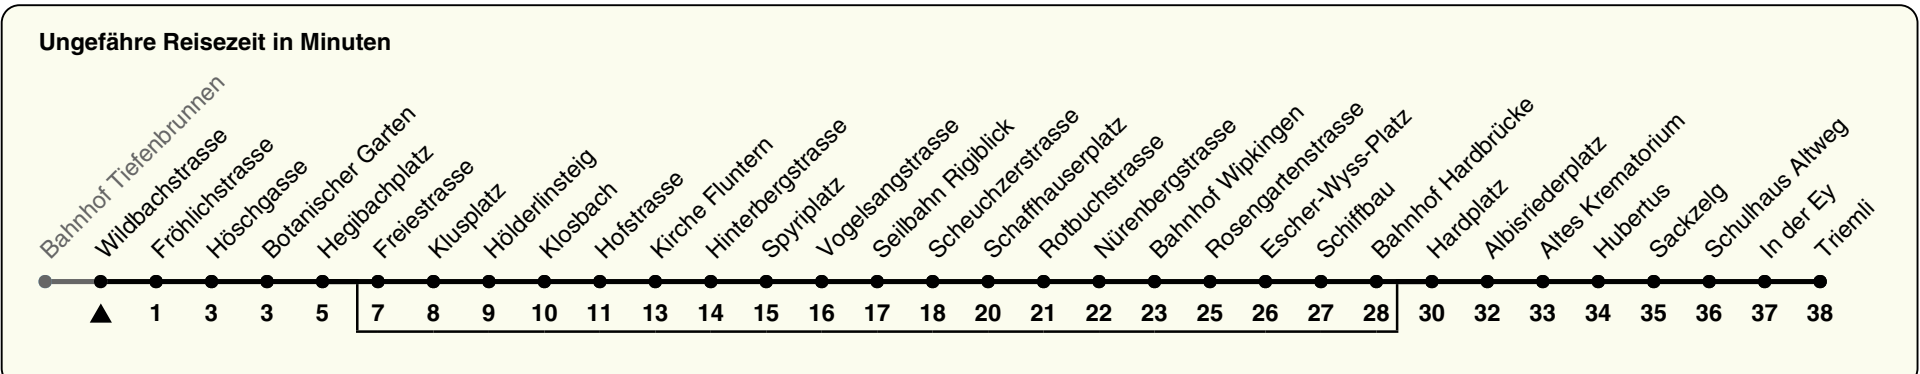 Ungefähre Reisezeit in Minuten
Bahnhof Tiefenbrunnen
Wildbachstrasse
Fröhlichstrasse
Höschgasse
Botanischer Garten
Hegibachplatz
Freiestrasse
Klusplatz
Hölderlinsteig
Klosbach
Hofstrasse
Kirche Fluntern
Hinterbergstrasse
Spyriplatz
Vogelsangstrasse
Seilbahn Rigiblick
Scheuchzerstrasse
Schaffhauserplatz
Rotbuchstrasse
Nürenbergstrasse
Bahnhof Wipkingen
Rosengartenstrasse
Escher-Wyss-Platz
Schiffbau
Bahnhof Hardbrücke
Hardplatz
Albisriederplatz
Altes Krematorium
Hubertus
Sackzelg
Schulhaus Altweg
In der Ey
Triemli
1 3 3 5 7 8 9 10 11 13 14 15 16 17 18 20 21 22 23 25 26 27 28 30 32 33 34 35 36 37 38